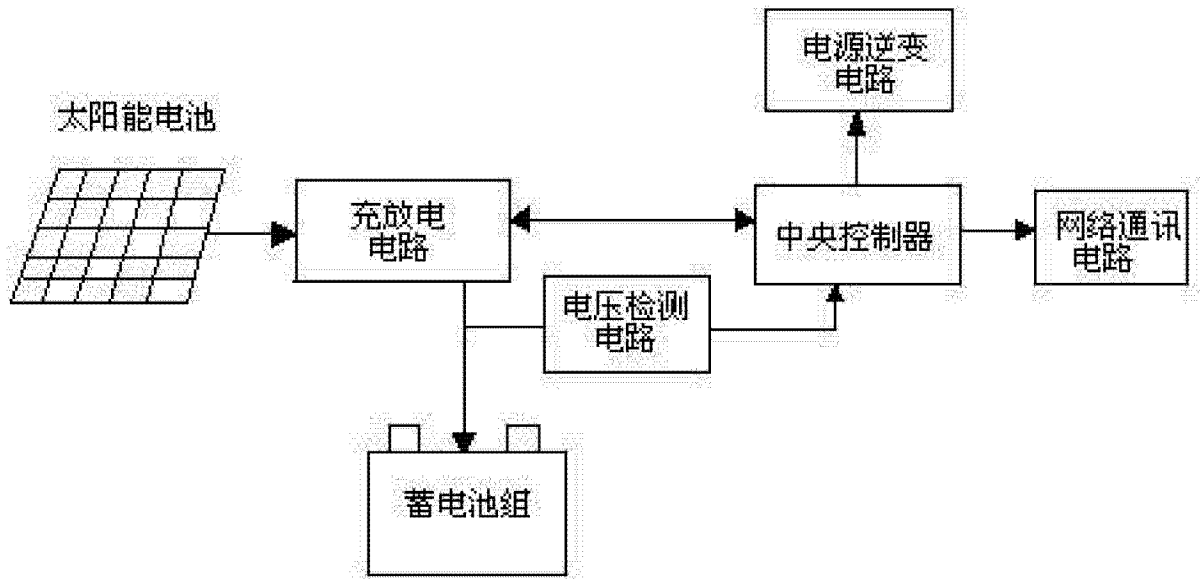 电源逆变
电路
太阳能电池
充放电
电路
中央控制器
网络通讯
电路
电压检测
电路
蓄电池组